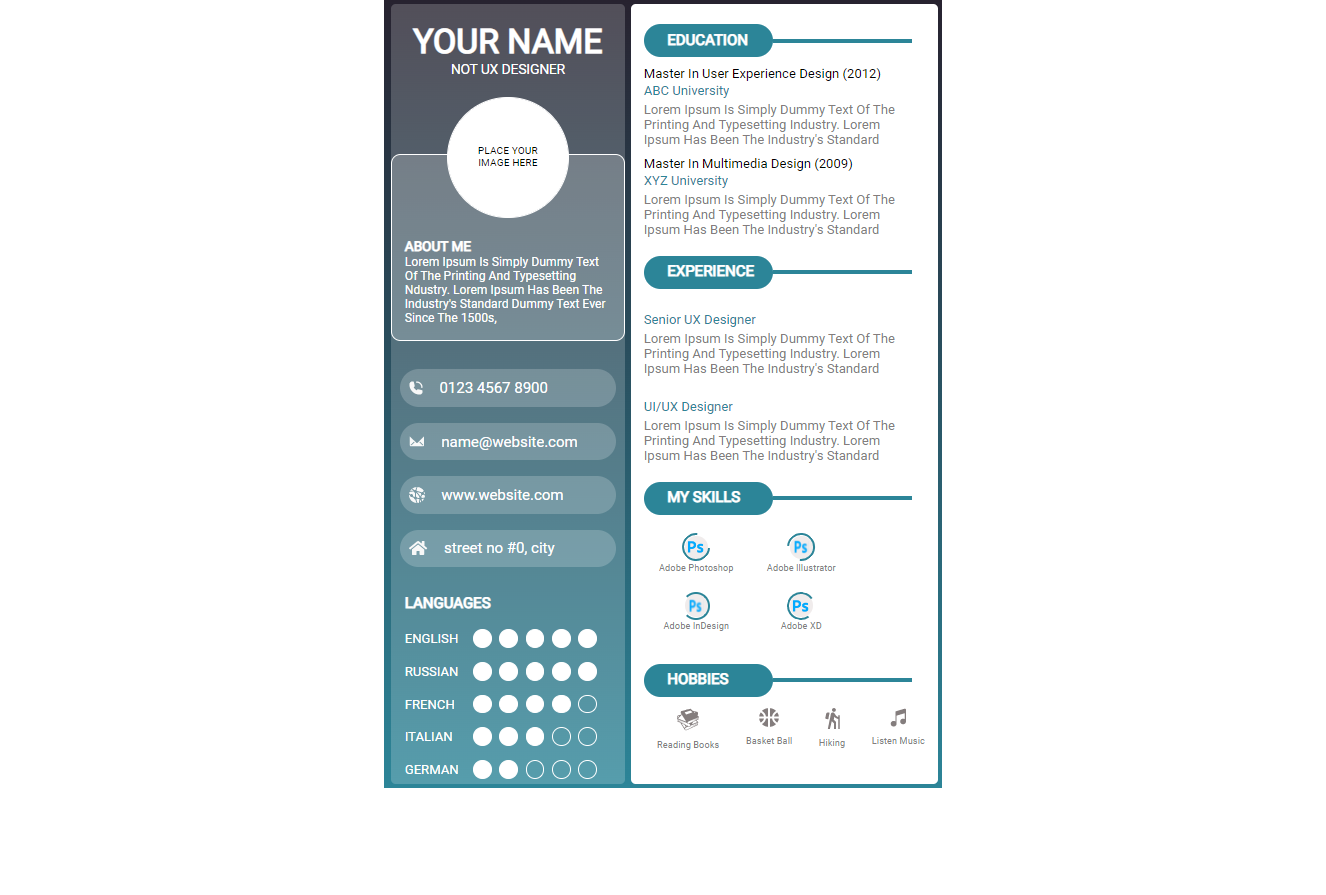 YOUR NAME
NOT UX DESIGNER
PLACE YOUR
IMAGE HERE
ABOUT ME
Lorem Ipsum Is Simply Dummy Text
Of The Printing And Typesetting
Ndustry. Lorem Ipsum Has Been The
Industry's Standard Dummy Text Ever
Since The 1500s,
0123 4567 8900
name@website.com
www.website.com
street no #0, city
LANGUAGES
ENGLISH
RUSSIAN
FRENCH
ITALIAN
GERMAN
EDUCATION
Master In User Experience Design (2012)
ABC University
Lorem Ipsum Is Simply Dummy Text Of The
Printing And Typesetting Industry. Lorem
Ipsum Has Been The Industry's Standard
Master In Multimedia Design (2009)
XYZ University
Lorem Ipsum Is Simply Dummy Text Of The
Printing And Typesetting Industry. Lorem
Ipsum Has Been The Industry's Standard
EXPERIENCE
Senior UX Designer
Lorem Ipsum Is Simply Dummy Text Of The
Printing And Typesetting Industry. Lorem
Ipsum Has Been The Industry's Standard
UI/UX Designer
Lorem Ipsum Is Simply Dummy Text Of The
Printing And Typesetting Industry. Lorem
Ipsum Has Been The Industry's Standard
MY SKILLS
Ps Ps
Adobe Photoshop Adobe Illustrator
Ps Ps
Adobe InDesign Adobe XD
HOBBIES
Reading Books Basket Ball Hiking Listen Music